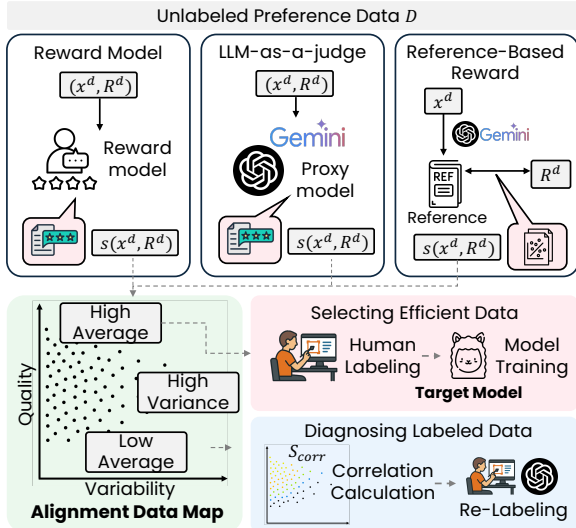 Unlabeled Preference Data D
Reward Model
(x^d, R^d)
Reward
model
s(x^d, R^d)
LLM-as-a-judge
(x^d, R^d)
Gemini
Proxy
model
s(x^d, R^d)
Reference-Based
Reward
x^d
Gemini
REF
R^d
Reference
s(x^d, R^d)
High
Average
High
Variance
Low
Average
Quality
Variability
Alignment Data Map
Selecting Efficient Data
Human
Labeling
Model
Training
Target Model
Diagnosing Labeled Data
S_corr
Correlation
Calculation
Re-Labeling